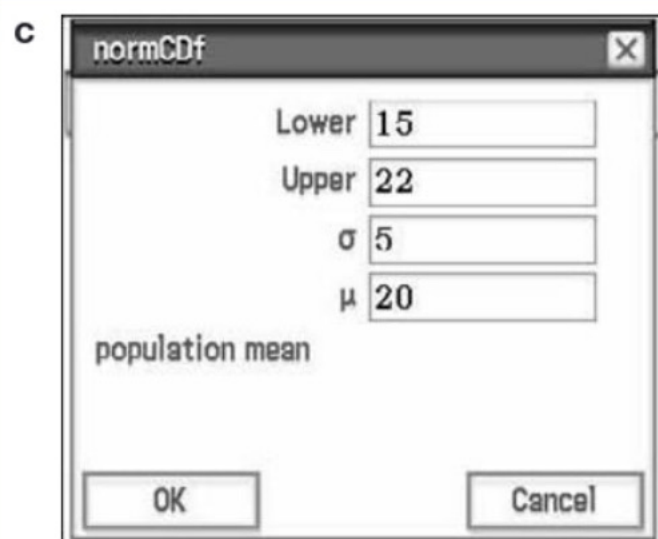 c
normCDf
Lower 15
Upper 22
σ 5
μ 20
population mean
OK Cancel